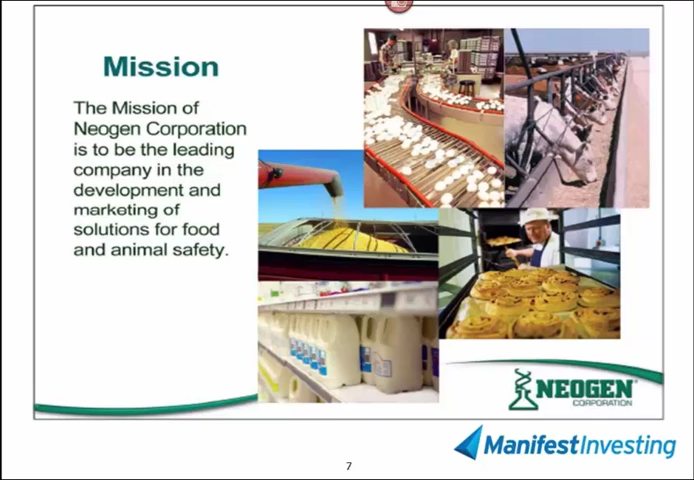 Mission
The Mission of
Neogen Corporation
is to be the leading
company in the
development and
marketing of
solutions for food
and animal safety.
NEOGEN
CORPORATION
ManifestInvesting
7